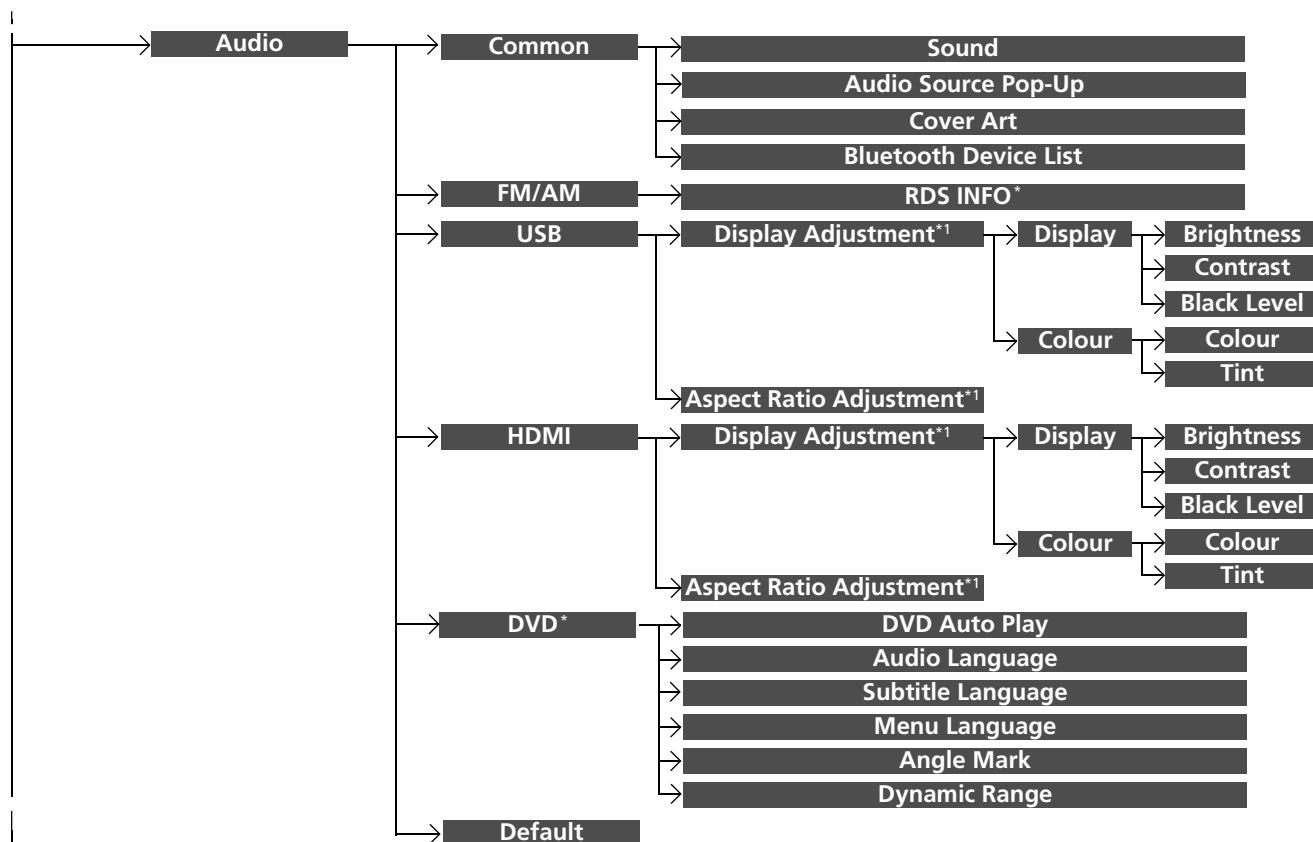 Audio
Common
Sound
Audio Source Pop-Up
Cover Art
Bluetooth Device List
FM/AM
RDS INFO*
USB
Display Adjustment*1
Display
Brightness
Contrast
Black Level
Colour
Colour
Tint
Aspect Ratio Adjustment*1
HDMI
Display Adjustment*1
Display
Brightness
Contrast
Black Level
Colour
Colour
Tint
Aspect Ratio Adjustment*1
DVD*
DVD Auto Play
Audio Language
Subtitle Language
Menu Language
Angle Mark
Dynamic Range
Default